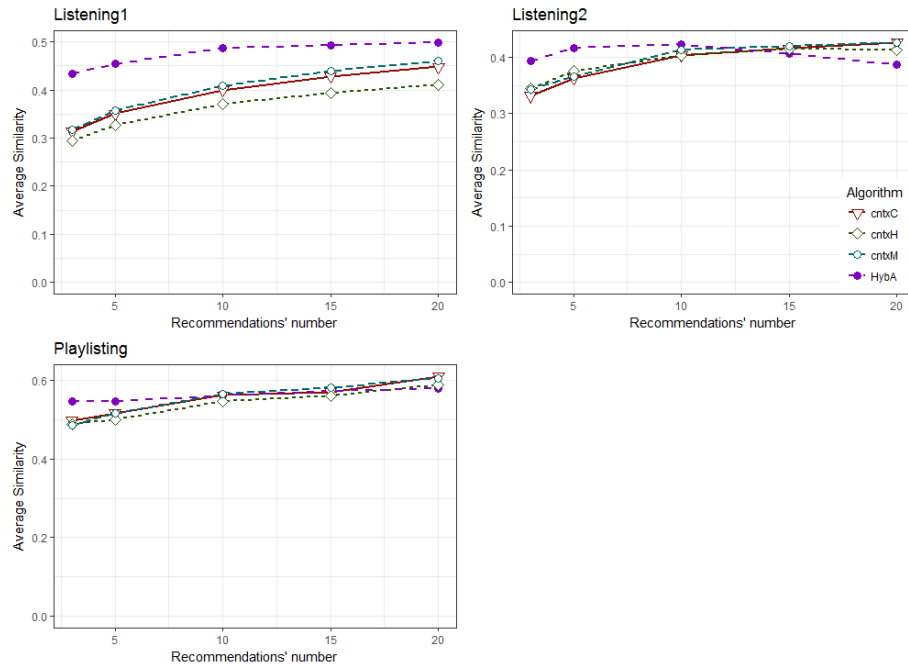 Listening1
Average Similarity
0.5
0.4
0.3
0.2
0.1
0.0
5 10 15 20
Recommendations' number
Listening2
Average Similarity
0.4
0.3
0.2
0.1
0.0
5 10 15 20
Recommendations' number
Algorithm
cntxC
cntxH
cntxM
HybA
Playlisting
Average Similarity
0.6
0.4
0.2
0.0
5 10 15 20
Recommendations' number